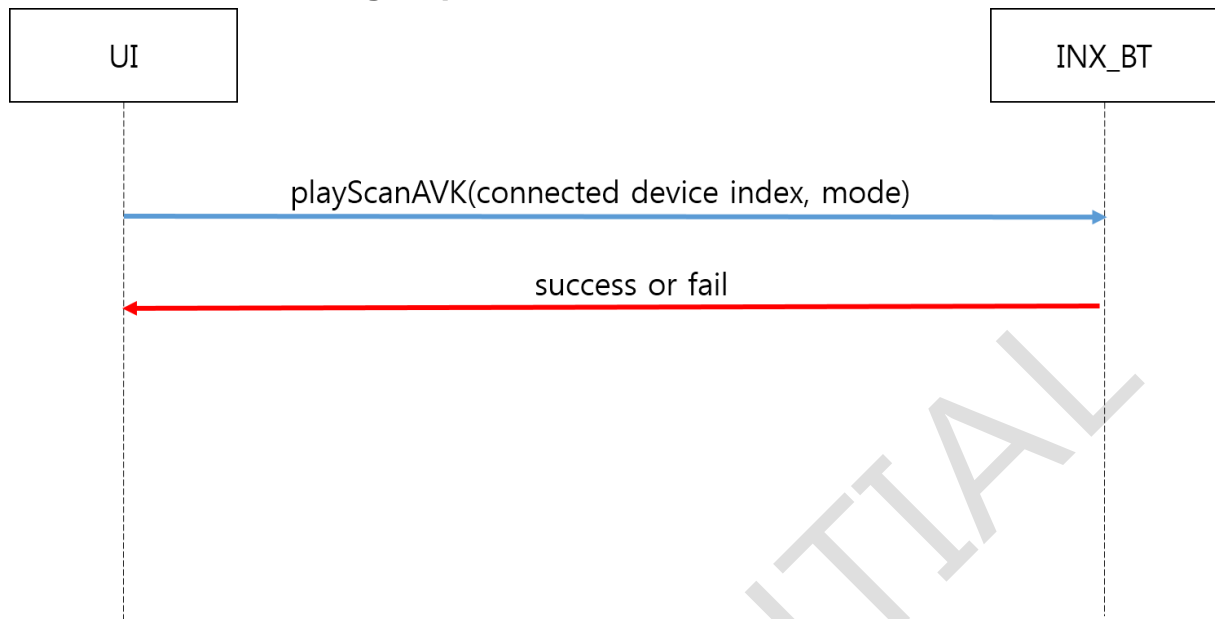 UI
INX_BT
playScanAVK(connected device index, mode)
success or fail